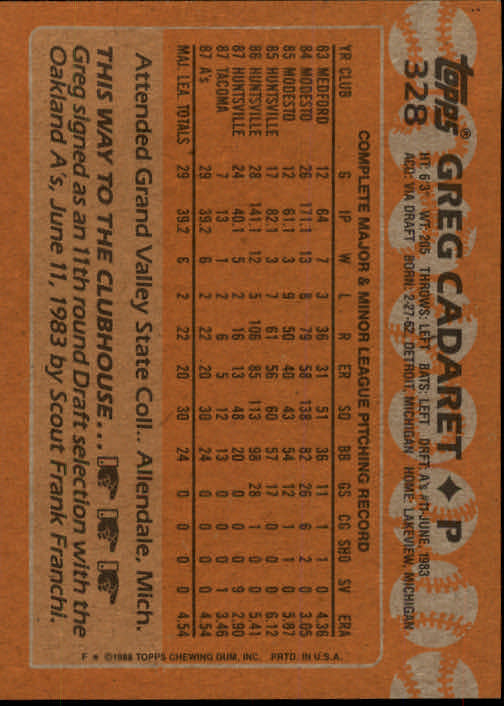 topps®
328
GREG CADARET ✦ P
HT: 6'3" WT: 205 THROWS: LEFT BATS: LEFT DRFT: A's #11-JUNE, 1983
ACQ: VIA DRAFT BORN: 2-27-62, DETROIT, MICHIGAN HOME: LAKEVIEW, MICHIGAN
COMPLETE MAJOR & MINOR LEAGUE PITCHING RECORD
YR CLUB G IP W L R ER SO BB GS CG SHO SV ERA
83 MEDFORD 12 64 7 3 36 31 51 36 11 1 1 0 4.36
84 MODESTO 26 171.1 13 8 79 58 138 82 26 6 2 0 3.05
85 MODESTO 12 61.1 3 9 50 40 43 54 12 1 1 0 5.87
85 HUNTSVILLE 17 82.1 3 7 61 56 60 57 17 0 0 0 6.12
86 HUNTSVILLE 28 141.1 12 5 106 85 113 98 28 1 0 0 5.41
87 HUNTSVILLE 24 40.1 5 2 16 13 48 20 0 0 0 9 2.90
87 TACOMA 7 13 1 2 6 5 12 13 0 0 0 1 3.46
87 A's 29 39.2 6 2 22 20 30 24 0 0 0 0 4.54
MAJ. LEA. TOTALS 29 39.2 6 2 22 20 30 24 0 0 0 0 4.54
Attended Grand Valley State Coll., Allendale, Mich.
THIS WAY TO THE CLUBHOUSE...
Greg signed as an 11th round Draft selection with the
Oakland A's, June 11, 1983 by Scout Frank Franchi.
F * ©1988 TOPPS CHEWING GUM, INC. PRTD. IN U.S.A.